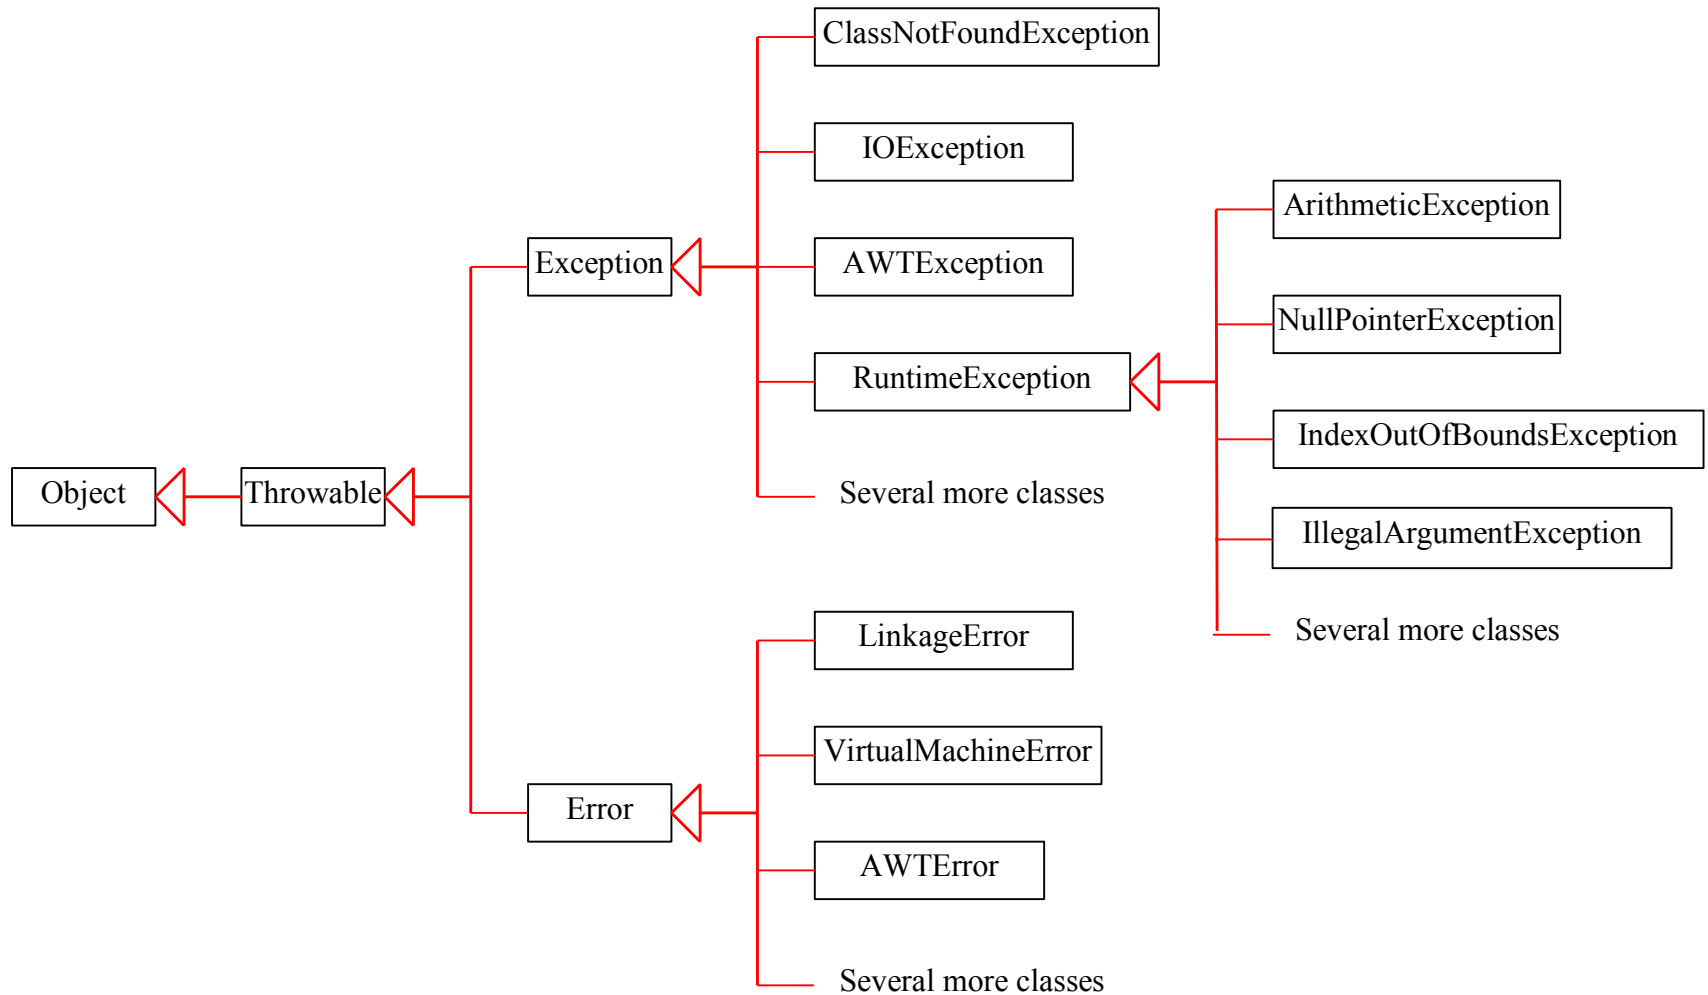 ClassNotFoundException
IOException
ArithmeticException
Exception
AWTException
NullPointerException
RuntimeException
IndexOutOfBoundsException
Object
Throwable
Several more classes
IllegalArgumentException
LinkageError
Several more classes
VirtualMachineError
Error
AWTError
Several more classes